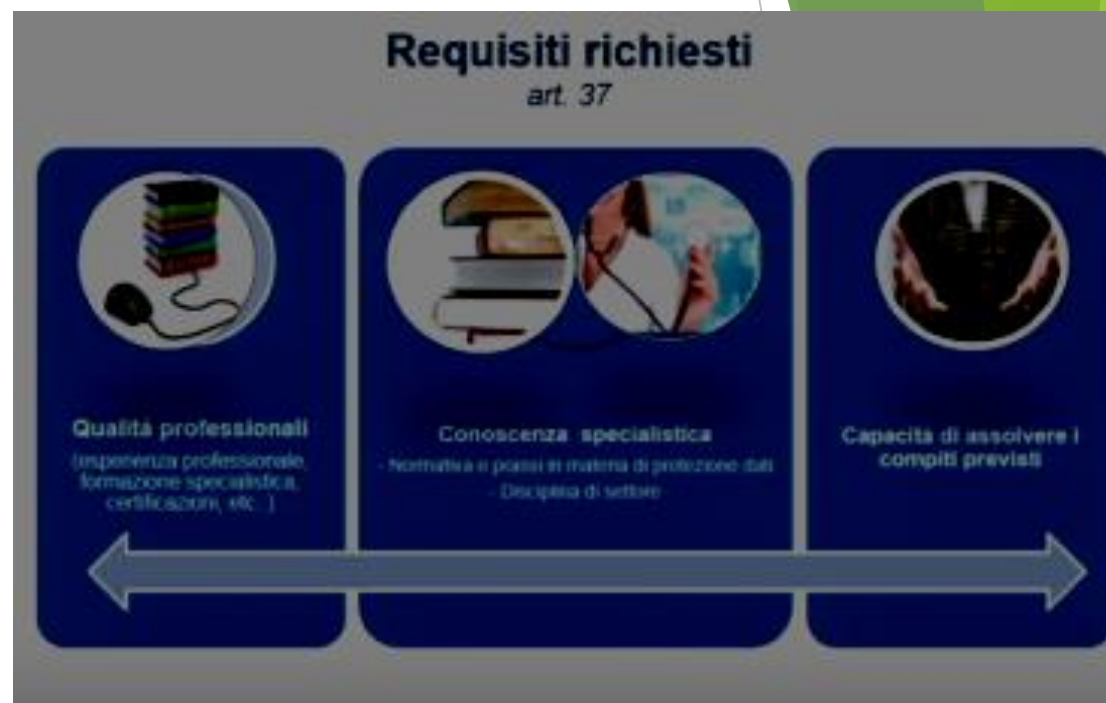 Requisiti richiesti
art. 37
Qualità professionali
(esperienza professionale,
formazione specialistica,
certificazioni, etc..)
Conoscenza specialistica
- Normativa e prassi in materia di protezione dati
- Disciplina di settore
Capacità di assolvere i
compiti previsti